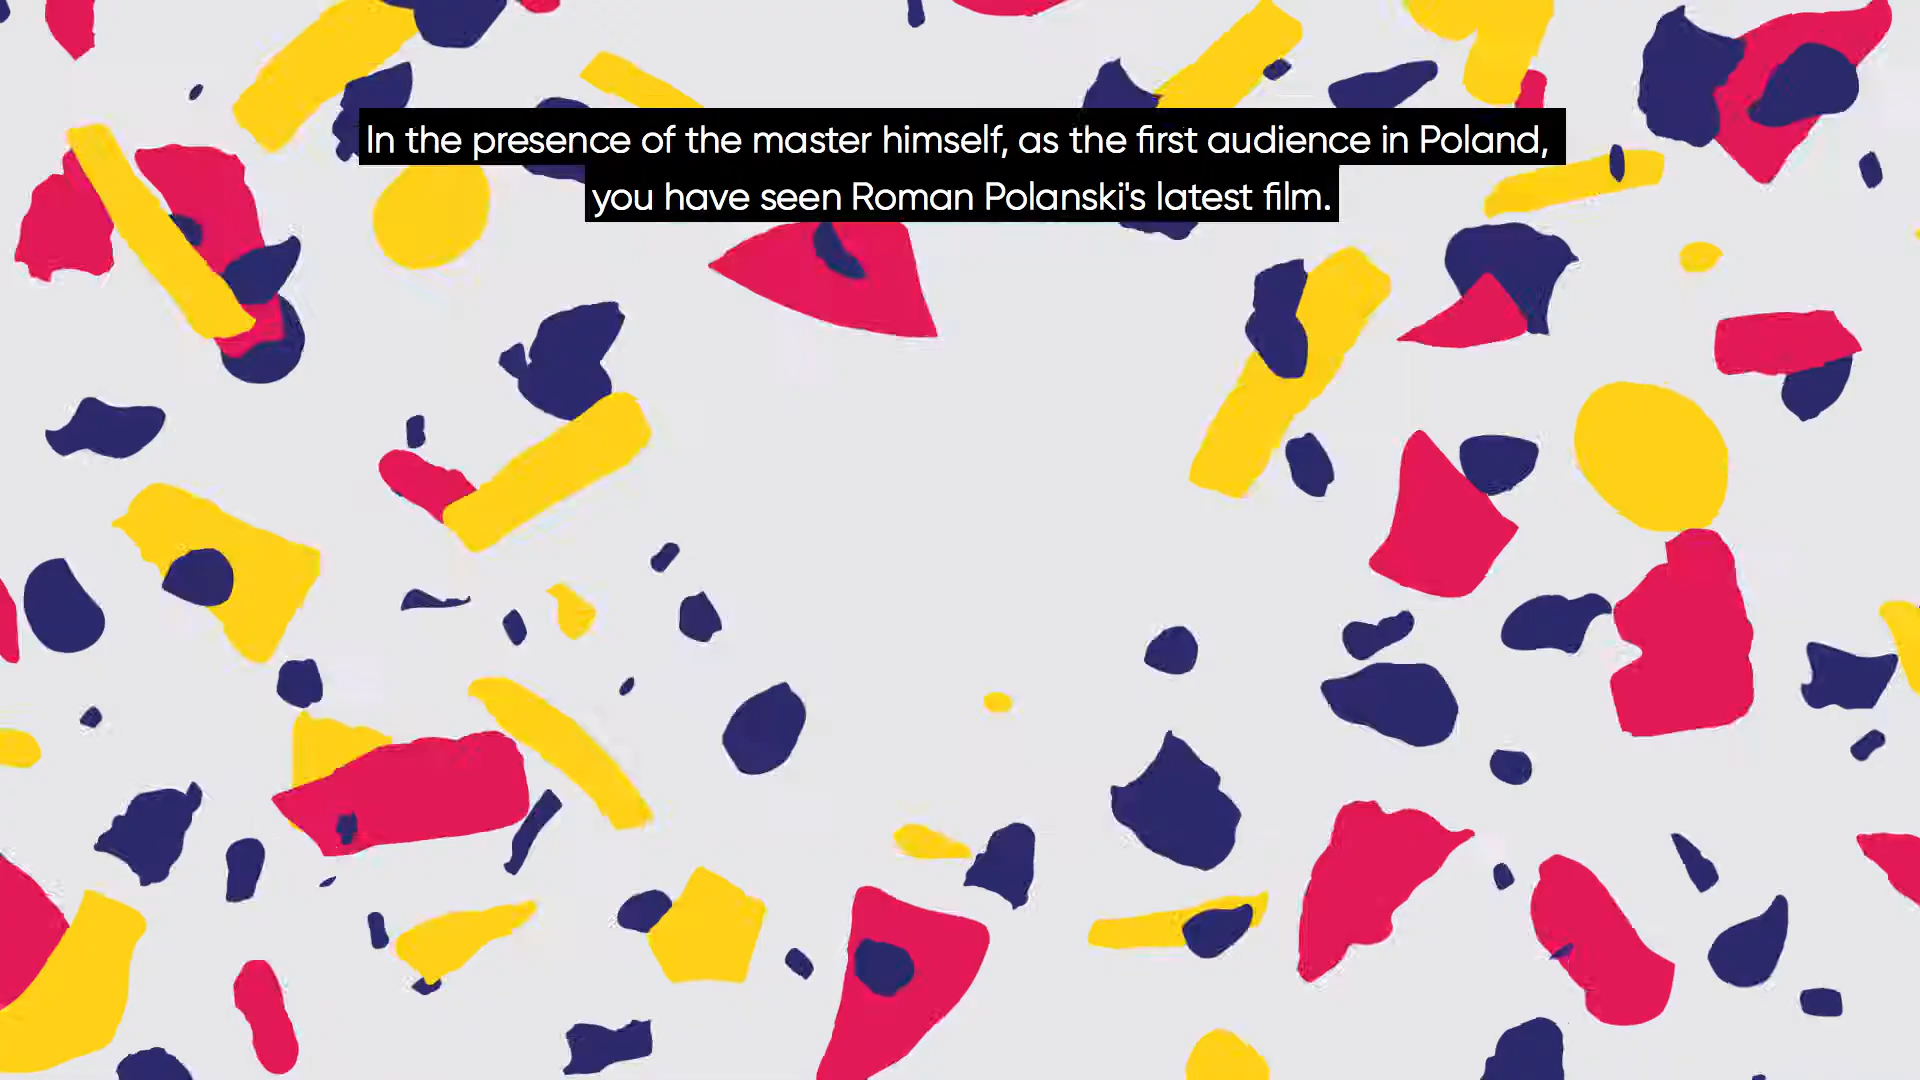 In the presence of the master himself, as the first audience in Poland,
you have seen Roman Polanski's latest film.